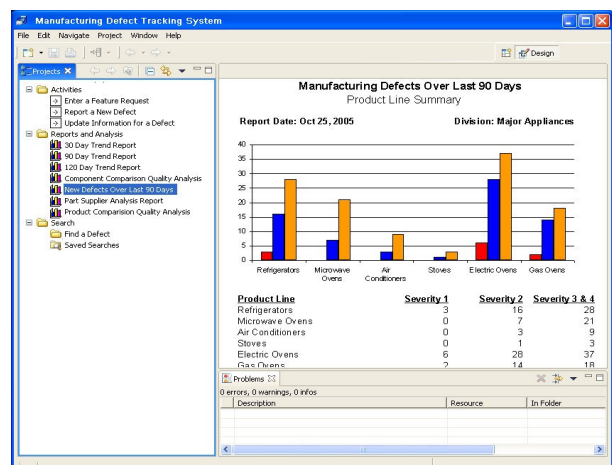 Manufacturing Defect Tracking System
File Edit Navigate Project Window Help
Design
Projects
Activities
Enter a Feature Request
Report a New Defect
Update Information for a Defect
Reports and Analysis
30 Day Trend Report
90 Day Trend Report
120 Day Trend Report
Component Comparison Quality Analysis
New Defects Over Last 90 Days
Part Supplier Analysis Report
Product Comparision Quality Analysis
Search
Find a Defect
Saved Searches
Manufacturing Defects Over Last 90 Days
Product Line Summary
Report Date: Oct 25, 2005 Division: Major Appliances
40
35
30
25
20
15
10
5
0
Refrigerators Microwave Ovens Air Conditioners Stoves Electric Ovens Gas Ovens
Product Line Severity 1 Severity 2 Severity 3 & 4
Refrigerators 3 16 28
Microwave Ovens 0 7 21
Air Conditioners 0 3 9
Stoves 0 1 3
Electric Ovens 6 28 37
Gas Ovens 2 14 18
Problems
0 errors, 0 warnings, 0 infos
Description Resource In Folder